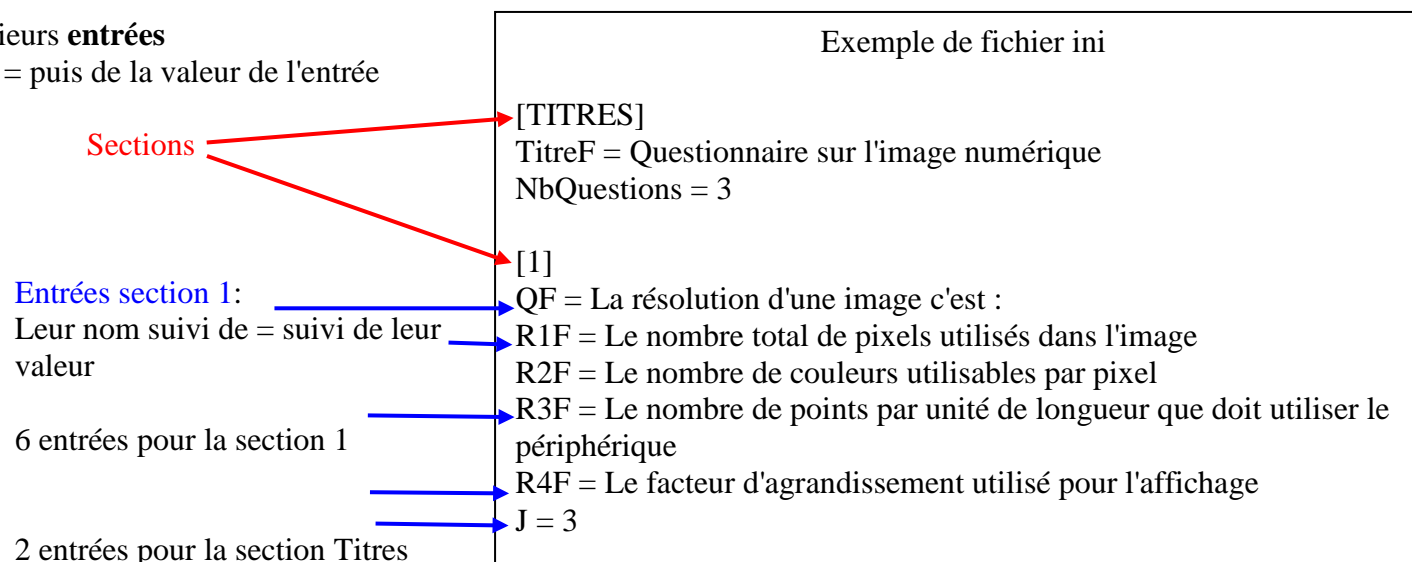 ieurs entrées
= puis de la valeur de l'entrée
Sections
Entrées section 1:
Leur nom suivi de = suivi de leur
valeur
6 entrées pour la section 1
2 entrées pour la section Titres
Exemple de fichier ini
[TITRES]
TitreF = Questionnaire sur l'image numérique
NbQuestions = 3
[1]
QF = La résolution d'une image c'est :
R1F = Le nombre total de pixels utilisés dans l'image
R2F = Le nombre de couleurs utilisables par pixel
R3F = Le nombre de points par unité de longueur que doit utiliser le
périphérique
R4F = Le facteur d'agrandissement utilisé pour l'affichage
J = 3